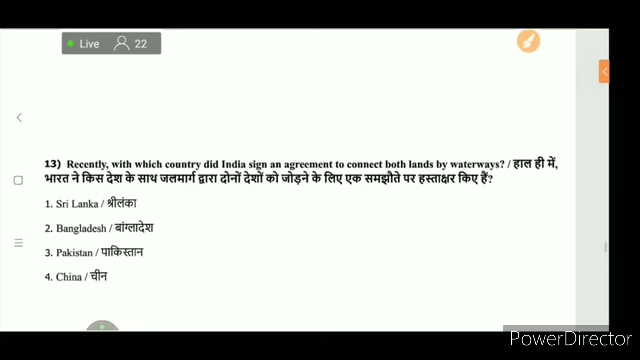 Live 22
13) Recently, with which country did India sign an agreement to connect both lands by waterways? / हाल ही में,
भारत ने किस देश के साथ जलमार्ग द्वारा दोनों देशों को जोड़ने के लिए एक समझौते पर हस्ताक्षर किए हैं?
1. Sri Lanka / श्रीलंका
2. Bangladesh / बांग्लादेश
3. Pakistan / पाकिस्तान
4. China / चीन
PowerDirector